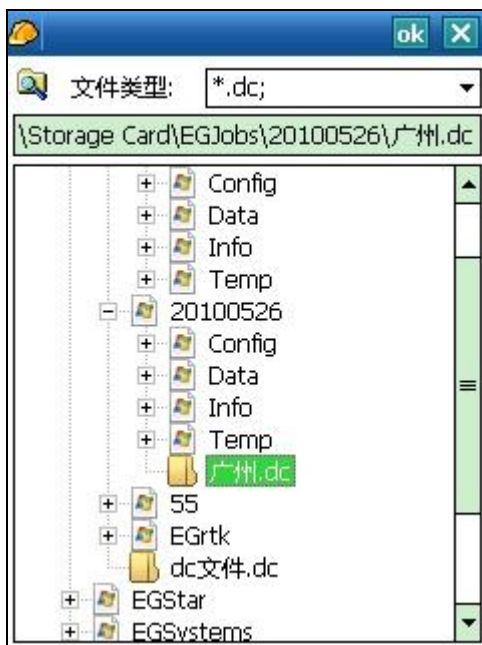 ok
文件类型: *.dc;
\Storage Card\EGJobs\20100526\广州.dc
Config
Data
Info
Temp
20100526
Config
Data
Info
Temp
广州.dc
55
EGrtk
dc文件.dc
EGStar
EGSystems